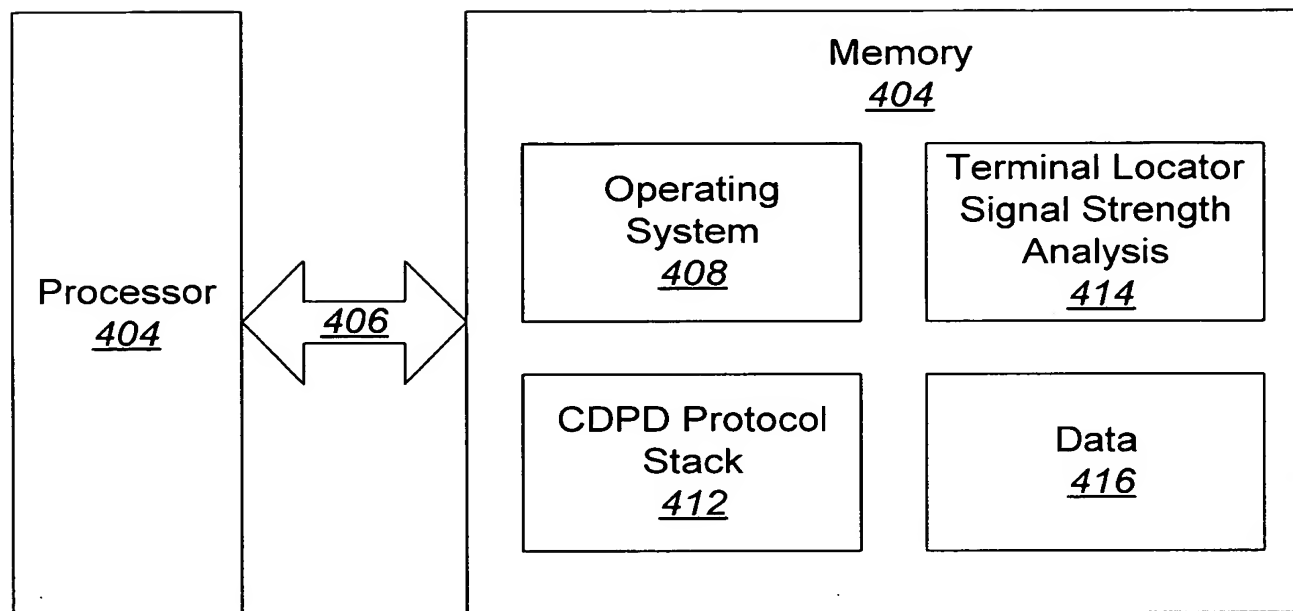 Processor
404
406
Memory
404
Operating
System
408
Terminal Locator
Signal Strength
Analysis
414
CDPD Protocol
Stack
412
Data
416